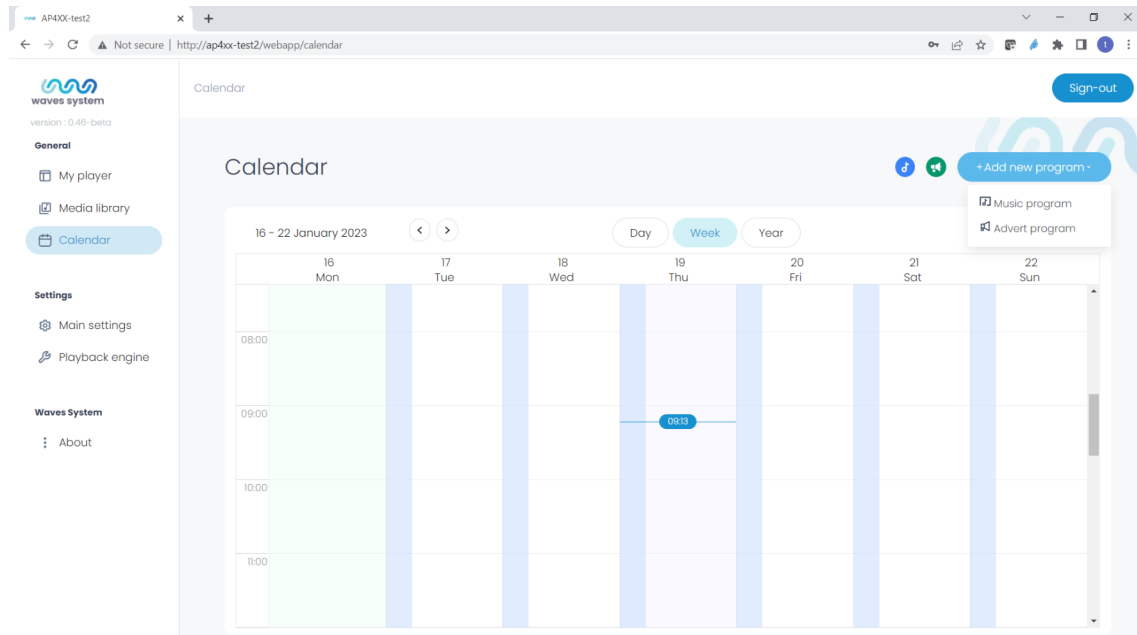 AP4XX-test2
Not secure | http://ap4xx-test2/webapp/calendar
t
waves system
version : 0.46-beta
General
My player
Media library
Calendar
Settings
Main settings
Playback engine
Waves System
About
Calendar
Sign-out
Calendar
+Add new program
Music program
Advert program
16 - 22 January 2023
Day Week Year
16 17 18 19 20 21 22
Mon Tue Wed Thu Fri Sat Sun
08:00
09:00
09:13
10:00
11:00